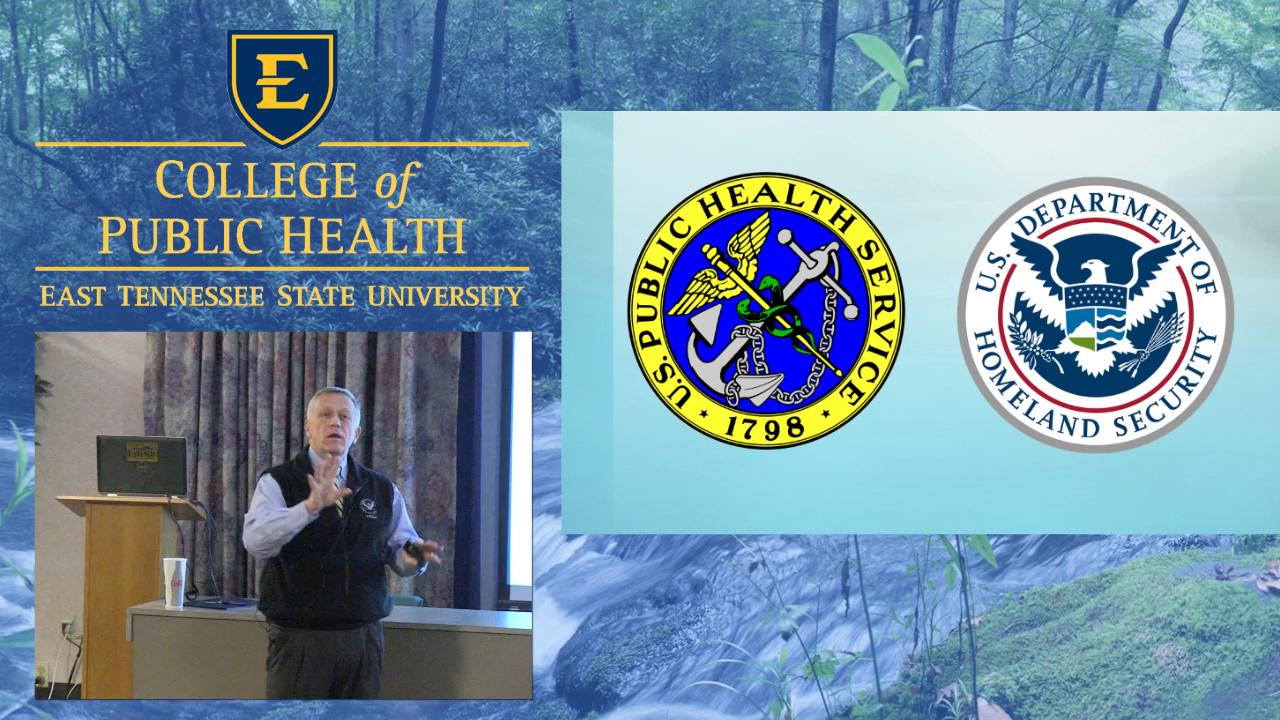 E
COLLEGE of
PUBLIC HEALTH
EAST TENNESSEE STATE UNIVERSITY
U.S. PUBLIC HEALTH SERVICE
1798
U.S. DEPARTMENT OF
HOMELAND SECURITY